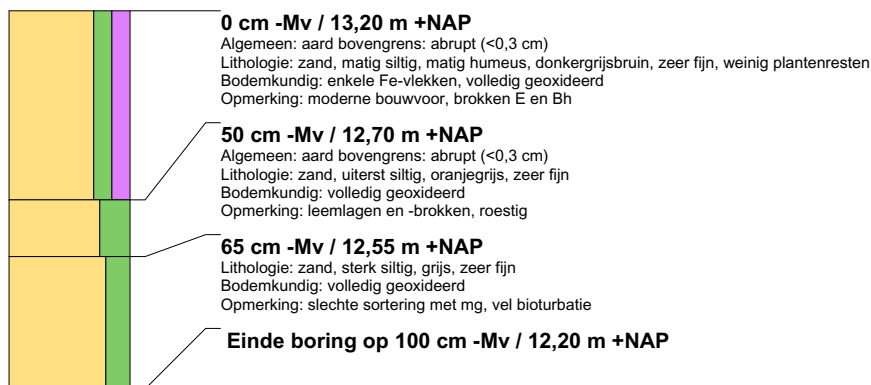 0 cm -Mv / 13,20 m +NAP
Algemeen: aard bovengrens: abrupt (<0,3 cm)
Lithologie: zand, matig siltig, matig humeus, donkergrijsbruin, zeer fijn, weinig plantenresten
Bodemkundig: enkele Fe-vlekken, volledig geoxideerd
Opmerking: moderne bouwvoor, brokken E en Bh
50 cm -Mv / 12,70 m +NAP
Algemeen: aard bovengrens: abrupt (<0,3 cm)
Lithologie: zand, uiterst siltig, oranjegrijs, zeer fijn
Bodemkundig: volledig geoxideerd
Opmerking: leemlagen en -brokken, roestig
65 cm -Mv / 12,55 m +NAP
Lithologie: zand, sterk siltig, grijs, zeer fijn
Bodemkundig: volledig geoxideerd
Opmerking: slechte sortering met mg, vel bioturbatie
Einde boring op 100 cm -Mv / 12,20 m +NAP